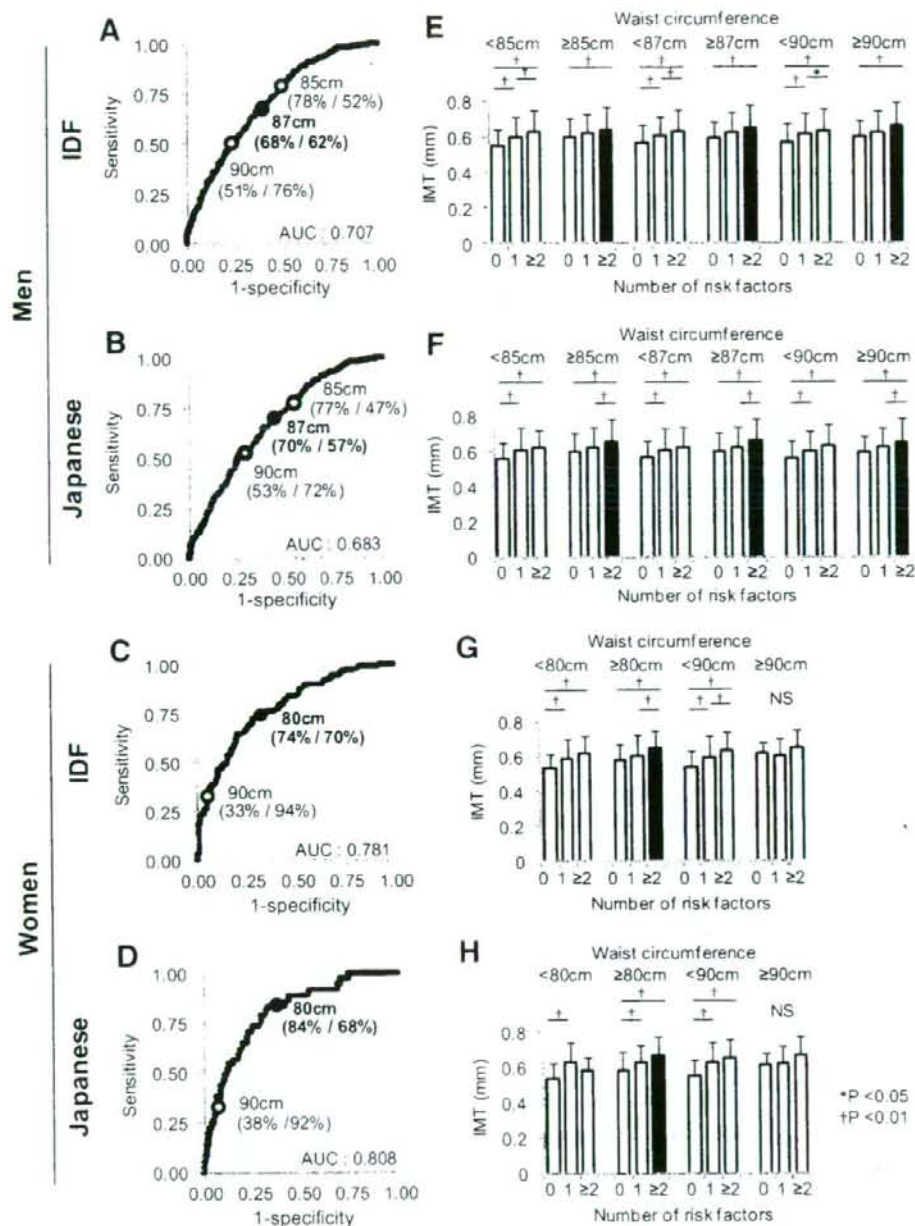 Men
Women
IDF
Japanese
IDF
Japanese
A
1.00
0.75
0.50
0.25
0.00
Sensitivity
85cm
(78% / 52%)
87cm
(68% / 62%)
90cm
(51% / 76%)
AUC : 0.707
0.00 0.25 0.50 0.75 1.00
1-specificity
E
Waist circumference
<85cm ≥85cm <87cm ≥87cm <90cm ≥90cm
† † † † † †
† † † † † *
0.8
0.6
0.4
0.2
0
IMT (mm)
0 1 ≥2 0 1 ≥2 0 1 ≥2 0 1 ≥2 0 1 ≥2 0 1 ≥2
Number of risk factors
B
1.00
0.75
0.50
0.25
0.00
Sensitivity
85cm
(77% / 47%)
87cm
(70% / 57%)
90cm
(53% / 72%)
AUC : 0.683
0.00 0.25 0.50 0.75 1.00
1-specificity
F
Waist circumference
<85cm ≥85cm <87cm ≥87cm <90cm ≥90cm
† † † † † †
† † † † † †
0.8
0.6
0.4
0.2
0
IMT (mm)
0 1 ≥2 0 1 ≥2 0 1 ≥2 0 1 ≥2 0 1 ≥2 0 1 ≥2
Number of risk factors
C
1.00
0.75
0.50
0.25
0.00
Sensitivity
80cm
(74% / 70%)
90cm
(33% / 94%)
AUC : 0.781
0.00 0.25 0.50 0.75 1.00
1-specificity
G
Waist circumference
<80cm ≥80cm <90cm ≥90cm
† † † NS
† † † †
0.8
0.6
0.4
0.2
0
IMT (mm)
0 1 ≥2 0 1 ≥2 0 1 ≥2 0 1 ≥2
Number of risk factors
D
1.00
0.75
0.50
0.25
0.00
Sensitivity
80cm
(84% / 68%)
90cm
(38% /92%)
AUC : 0.808
0.00 0.25 0.50 0.75 1.00
1-specificity
H
Waist circumference
<80cm ≥80cm <90cm ≥90cm
† † NS
† † †
0.8
0.6
0.4
0.2
0
IMT (mm)
0 1 ≥2 0 1 ≥2 0 1 ≥2 0 1 ≥2
Number of risk factors
*P <0.05
†P <0.01